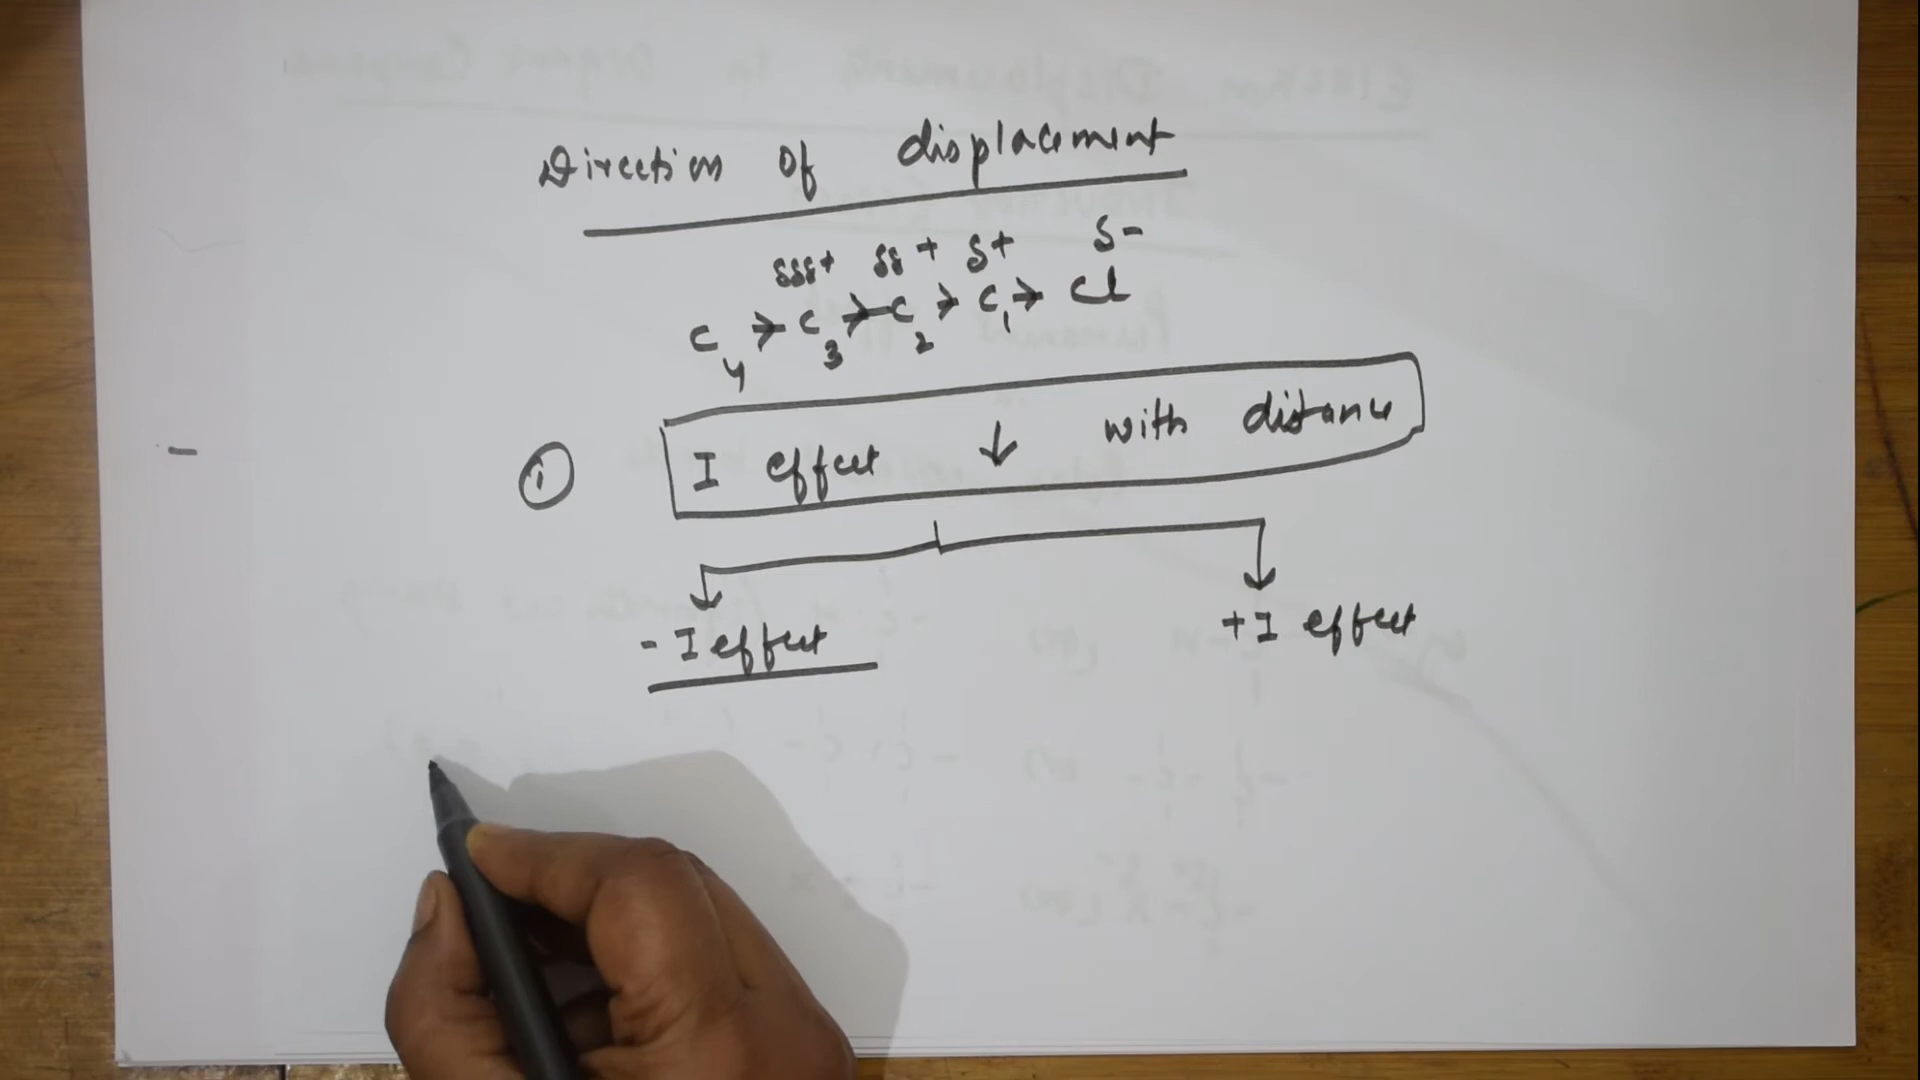 Direction of displacement
δδδ+ δδ+ δ+ δ-
C4 → C3 → C2 → C1 → Cl
① I effect ↓ with distance
- I effect +I effect